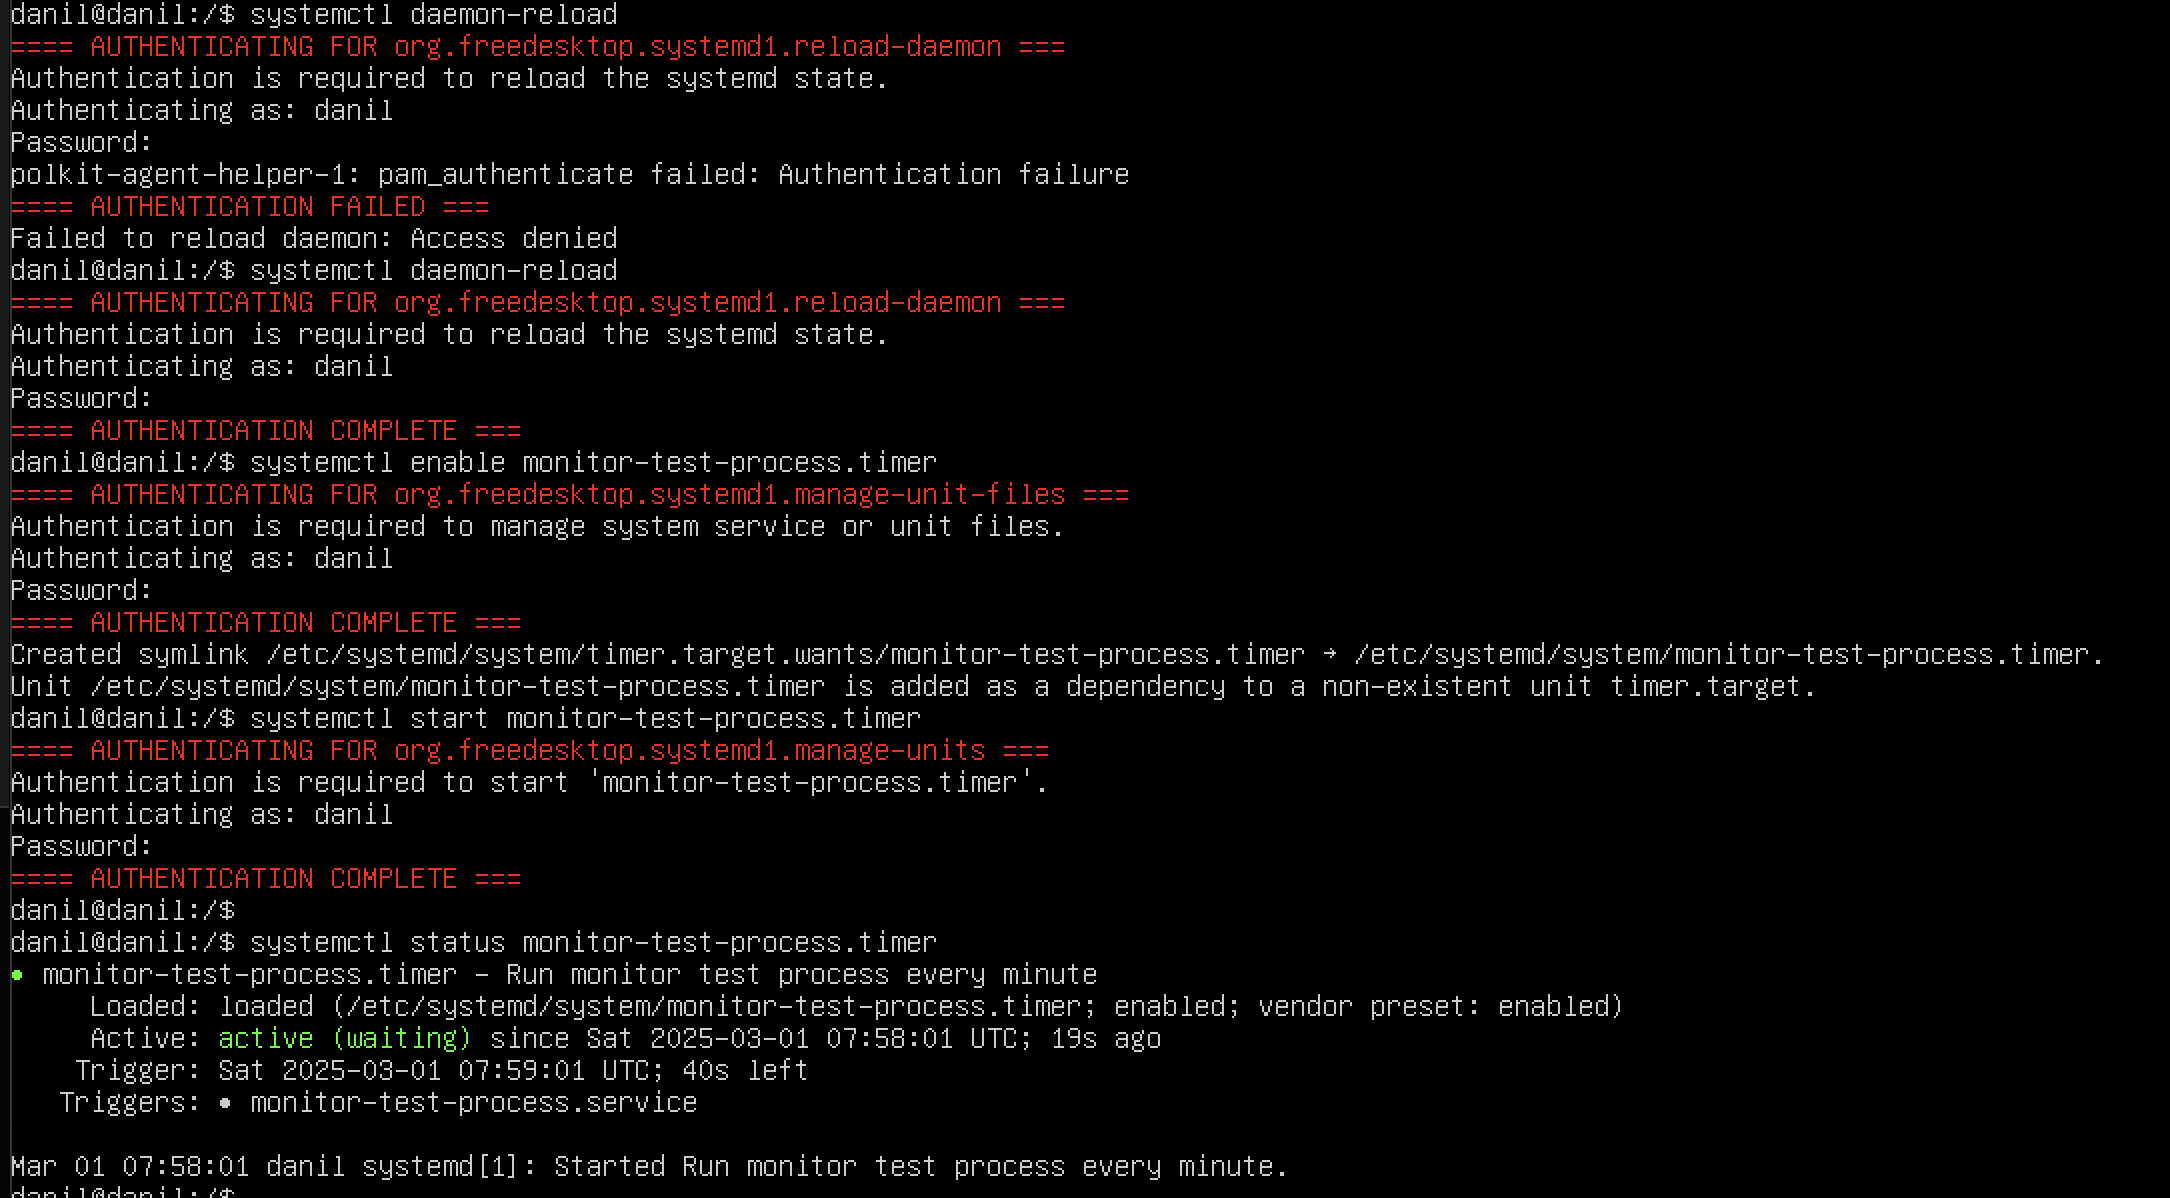 danil@danil:/$ systemctl daemon-reload
==== AUTHENTICATING FOR org.freedesktop.systemd1.reload-daemon ===
Authentication is required to reload the systemd state.
Authenticating as: danil
Password:
polkit-agent-helper-1: pam_authenticate failed: Authentication failure
==== AUTHENTICATION FAILED ===
Failed to reload daemon: Access denied
danil@danil:/$ systemctl daemon-reload
==== AUTHENTICATING FOR org.freedesktop.systemd1.reload-daemon ===
Authentication is required to reload the systemd state.
Authenticating as: danil
Password:
==== AUTHENTICATION COMPLETE ===
danil@danil:/$ systemctl enable monitor-test-process.timer
==== AUTHENTICATING FOR org.freedesktop.systemd1.manage-unit-files ===
Authentication is required to manage system service or unit files.
Authenticating as: danil
Password:
==== AUTHENTICATION COMPLETE ===
Created symlink /etc/systemd/system/timer.target.wants/monitor-test-process.timer → /etc/systemd/system/monitor-test-process.timer.
Unit /etc/systemd/system/monitor-test-process.timer is added as a dependency to a non-existent unit timer.target.
danil@danil:/$ systemctl start monitor-test-process.timer
==== AUTHENTICATING FOR org.freedesktop.systemd1.manage-units ===
Authentication is required to start 'monitor-test-process.timer'.
Authenticating as: danil
Password:
==== AUTHENTICATION COMPLETE ===
danil@danil:/$
danil@danil:/$ systemctl status monitor-test-process.timer
● monitor-test-process.timer - Run monitor test process every minute
     Loaded: loaded (/etc/systemd/system/monitor-test-process.timer; enabled; vendor preset: enabled)
     Active: active (waiting) since Sat 2025-03-01 07:58:01 UTC; 19s ago
    Trigger: Sat 2025-03-01 07:59:01 UTC; 40s left
   Triggers: ● monitor-test-process.service

Mar 01 07:58:01 danil systemd[1]: Started Run monitor test process every minute.
danil@danil:/$